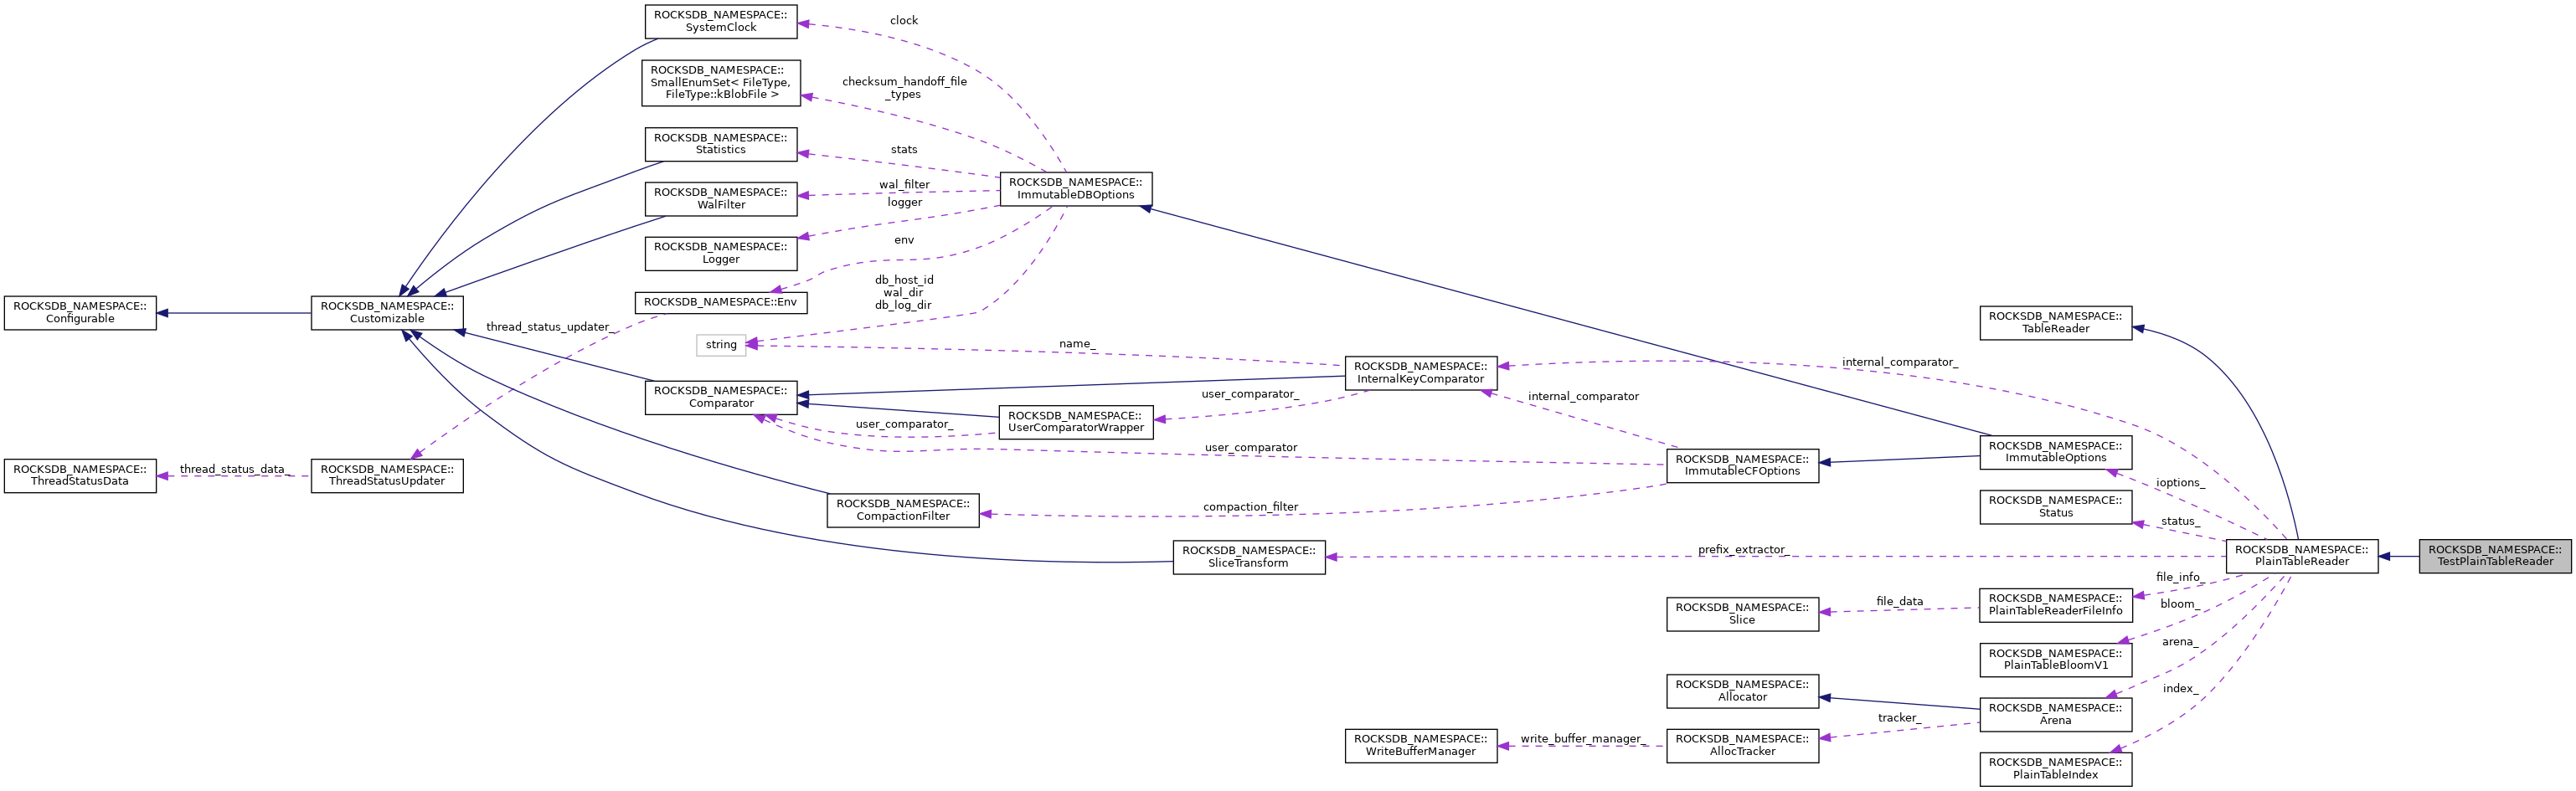 ROCKSDB_NAMESPACE::
SystemClock
clock
ROCKSDB_NAMESPACE::
SmallEnumSet< FileType,
FileType::kBlobFile >
checksum_handoff_file
_types
ROCKSDB_NAMESPACE::
Statistics
stats
ROCKSDB_NAMESPACE::
WalFilter
wal_filter
logger
ROCKSDB_NAMESPACE::
ImmutableDBOptions
ROCKSDB_NAMESPACE::
Logger
env
ROCKSDB_NAMESPACE::Env
db_host_id
wal_dir
db_log_dir
ROCKSDB_NAMESPACE::
Configurable
ROCKSDB_NAMESPACE::
Customizable
thread_status_updater_
string
name_
ROCKSDB_NAMESPACE::
TableReader
ROCKSDB_NAMESPACE::
InternalKeyComparator
internal_comparator_
ROCKSDB_NAMESPACE::
Comparator
user_comparator_
internal_comparator
ROCKSDB_NAMESPACE::
UserComparatorWrapper
user_comparator_
user_comparator
ROCKSDB_NAMESPACE::
ImmutableCFOptions
ROCKSDB_NAMESPACE::
ImmutableOptions
ROCKSDB_NAMESPACE::
ThreadStatusData
thread_status_data_
ROCKSDB_NAMESPACE::
ThreadStatusUpdater
ROCKSDB_NAMESPACE::
CompactionFilter
compaction_filter
ioptions_
ROCKSDB_NAMESPACE::
Status
status_
ROCKSDB_NAMESPACE::
SliceTransform
prefix_extractor_
ROCKSDB_NAMESPACE::
PlainTableReader
ROCKSDB_NAMESPACE::
TestPlainTableReader
file_info_
ROCKSDB_NAMESPACE::
Slice
file_data
ROCKSDB_NAMESPACE::
PlainTableReaderFileInfo
bloom_
ROCKSDB_NAMESPACE::
PlainTableBloomV1
arena_
ROCKSDB_NAMESPACE::
Allocator
ROCKSDB_NAMESPACE::
Arena
index_
tracker_
ROCKSDB_NAMESPACE::
WriteBufferManager
write_buffer_manager_
ROCKSDB_NAMESPACE::
AllocTracker
ROCKSDB_NAMESPACE::
PlainTableIndex